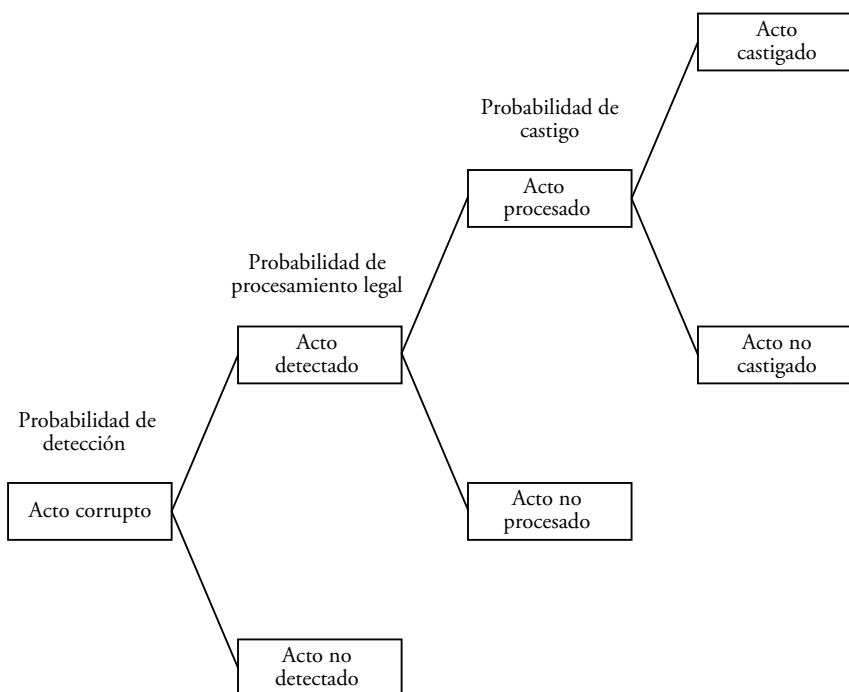 Acto
castigado
Probabilidad de
castigo
Acto
procesado
Probabilidad de
procesamiento legal
Acto
detectado
Acto no
castigado
Probabilidad de
detección
Acto corrupto
Acto no
procesado
Acto no
detectado